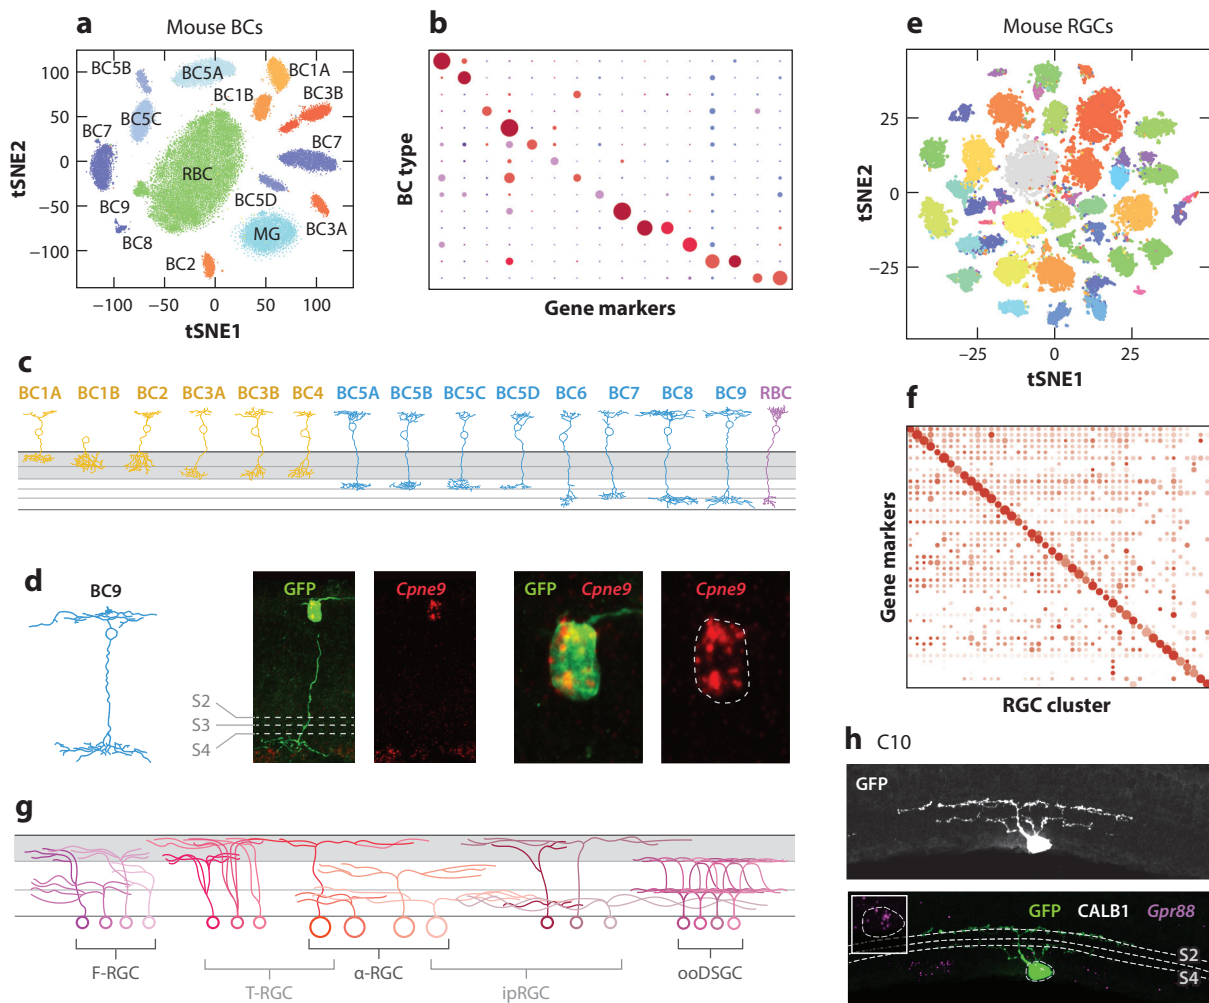 a Mouse BCs
tSNE2
100
50
0
−50
−100
BC5B
BC5A
BC1A
BC1B
BC3B
BC5C
BC7
BC7
RBC
BC5D
BC9
BC8
MG
BC3A
BC2
−100 −50 0 50 100
tSNE1
b
BC type
Gene markers
e Mouse RGCs
tSNE2
25
0
−25
−25 0 25
tSNE1
c
BC1A BC1B BC2 BC3A BC3B BC4 BC5A BC5B BC5C BC5D BC6 BC7 BC8 BC9 RBC
f
Gene markers
RGC cluster
d
BC9
GFP
Cpne9
GFP Cpne9
Cpne9
S2
S3
S4
g
F-RGC
T-RGC
α-RGC
ipRGC
ooDSGC
h C10
GFP
GFP CALB1 Gpr88
S2
S4